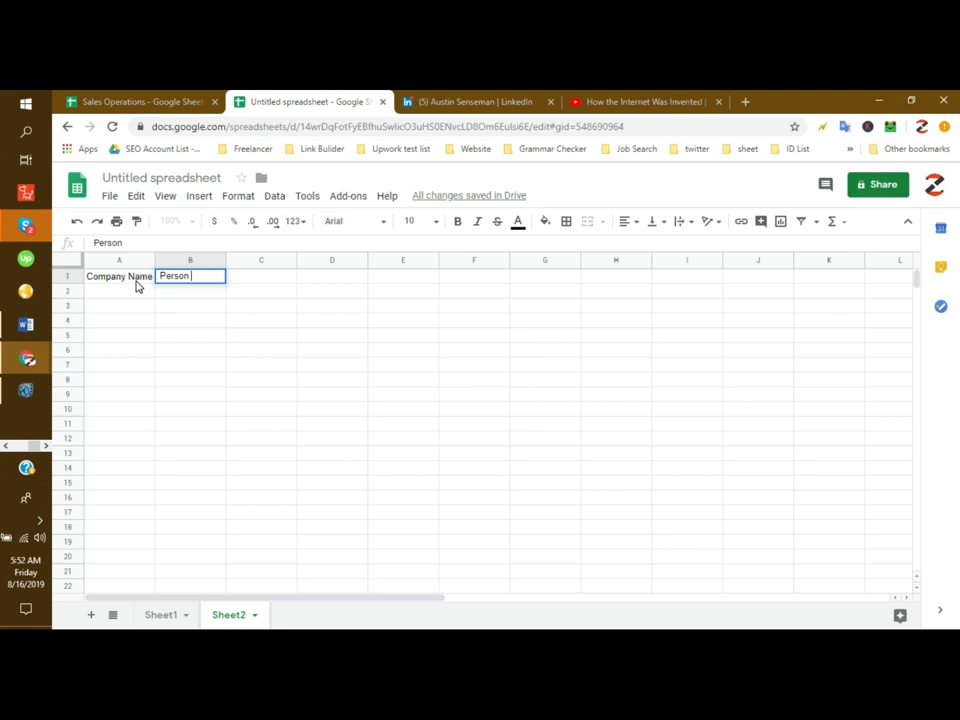 Sales Operations - Google Sheet
Untitled spreadsheet - Google S
(5) Austin Senseman | LinkedIn
How the Internet Was Invented |
docs.google.com/spreadsheets/d/14wrDqFotFyEBfhuSwlicO3uHS0ENvcLD8Om6Eulsi6E/edit#gid=548690964
Apps SEO Account List -... Freelancer Link Builder Upwork test list Website Grammar Checker Job Search twitter sheet ID List » Other bookmarks
Untitled spreadsheet
File Edit View Insert Format Data Tools Add-ons Help All changes saved in Drive
Share
100% $ % .0 .00 123 Arial 10 B I S A Σ
fx Person
A B C D E F G H I J K L
1 Company Name Person
2
3
4
5
6
7
8
9
10
11
12
13
14
15
16
17
18
19
20
21
22
Sheet1 Sheet2
5:52 AM
Friday
8/16/2019